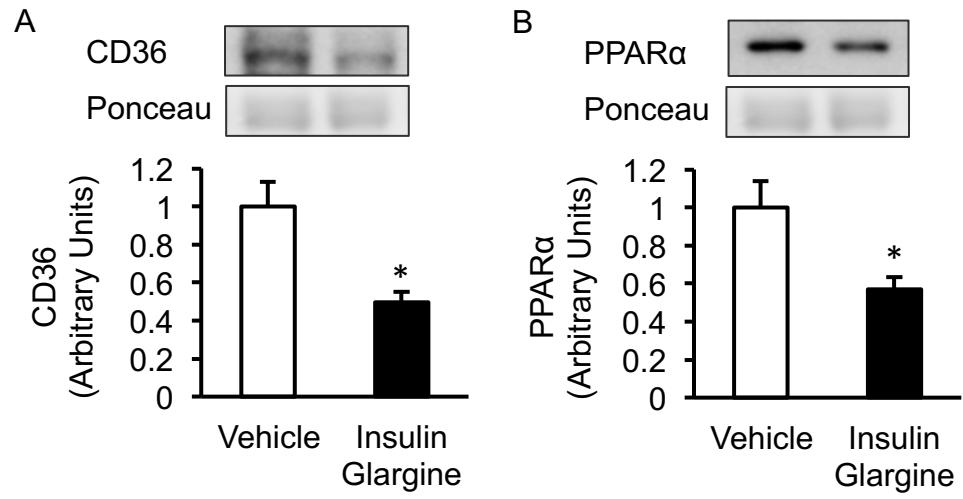 A
CD36
Ponceau
1.2
1
0.8
0.6
0.4
0.2
0
CD36
(Arbitrary Units)
*
Vehicle
Insulin
Glargine
B
PPARα
Ponceau
1.2
1
0.8
0.6
0.4
0.2
0
PPARα
(Arbitrary Units)
*
Vehicle
Insulin
Glargine